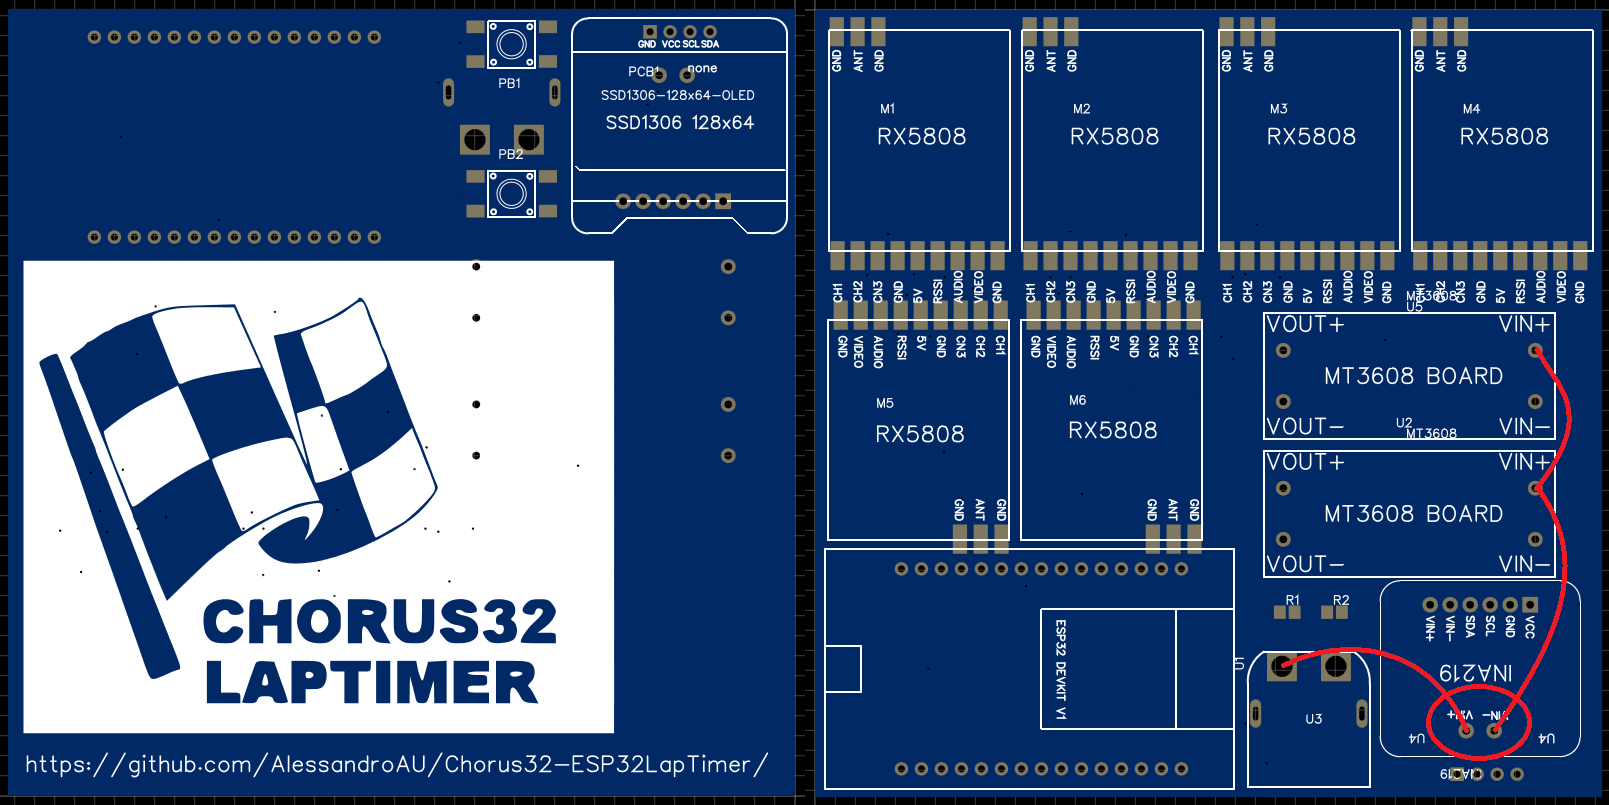 GND VCC SCL SDA
PCB1 none
SSD1306-128x64-OLED
SSD1306 128x64
PB1
PB2
CHORUS32
LAPTIMER
https://github.com/AlessandroAU/Chorus32-ESP32LapTimer/
GND ANT GND
M1
RX5808
CH1 CH2 CN3 GND 5V RSSI AUDIO VIDEO GND
GND ANT GND
M2
RX5808
CH1 CH2 CN3 GND 5V RSSI AUDIO VIDEO GND
GND ANT GND
M3
RX5808
CH1 CH2 CN3 GND 5V RSSI AUDIO VIDEO GND
GND ANT GND
M4
RX5808
CH1 CH2 CN3 GND 5V RSSI AUDIO VIDEO GND
GND VIDEO AUDIO RSSI 5V GND CN3 CH2 CH1
M5
RX5808
GND ANT GND
GND VIDEO AUDIO RSSI 5V GND CN3 CH2 CH1
M6
RX5808
GND ANT GND
MT3608
U5
VOUT+ VIN+
MT3608 BOARD
VOUT- VIN-
U2
MT3608
VOUT+ VIN+
MT3608 BOARD
VOUT- VIN-
R1 R2
ESP32 DEVKIT V1
U3
VIN+ VIN- SDA SCL GND VCC
INA219
VIN+ VIN-
U4 U4
INA219